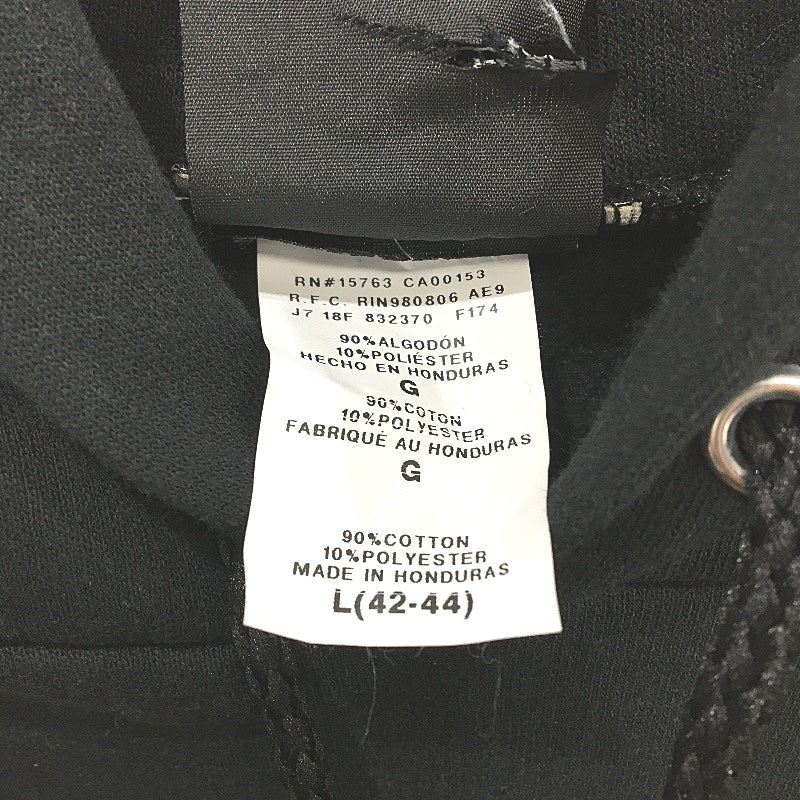 RN#15763 CA00153
R.F.C. RIN980806 AE9
J7 18F 832370 F174
90%ALGODÓN
10%POLIÉSTER
HECHO EN HONDURAS
G
90%COTON
10%POLYESTER
FABRIQUÉ AU HONDURAS
G
90%COTTON
10%POLYESTER
MADE IN HONDURAS
L(42-44)